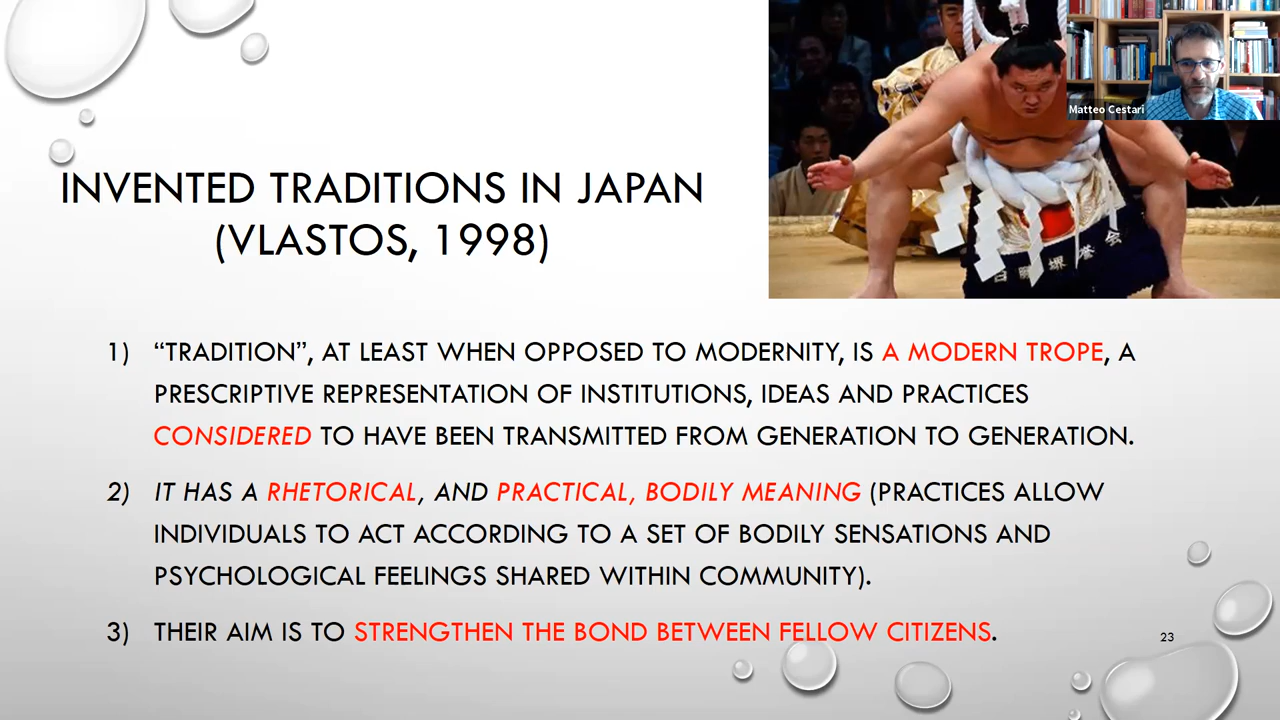 INVENTED TRADITIONS IN JAPAN
(VLASTOS, 1998)
Matteo Cestari
1) “TRADITION”, AT LEAST WHEN OPPOSED TO MODERNITY, IS A MODERN TROPE, A
PRESCRIPTIVE REPRESENTATION OF INSTITUTIONS, IDEAS AND PRACTICES
CONSIDERED TO HAVE BEEN TRANSMITTED FROM GENERATION TO GENERATION.
2) IT HAS A RHETORICAL, AND PRACTICAL, BODILY MEANING (PRACTICES ALLOW
INDIVIDUALS TO ACT ACCORDING TO A SET OF BODILY SENSATIONS AND
PSYCHOLOGICAL FEELINGS SHARED WITHIN COMMUNITY).
3) THEIR AIM IS TO STRENGTHEN THE BOND BETWEEN FELLOW CITIZENS.
23